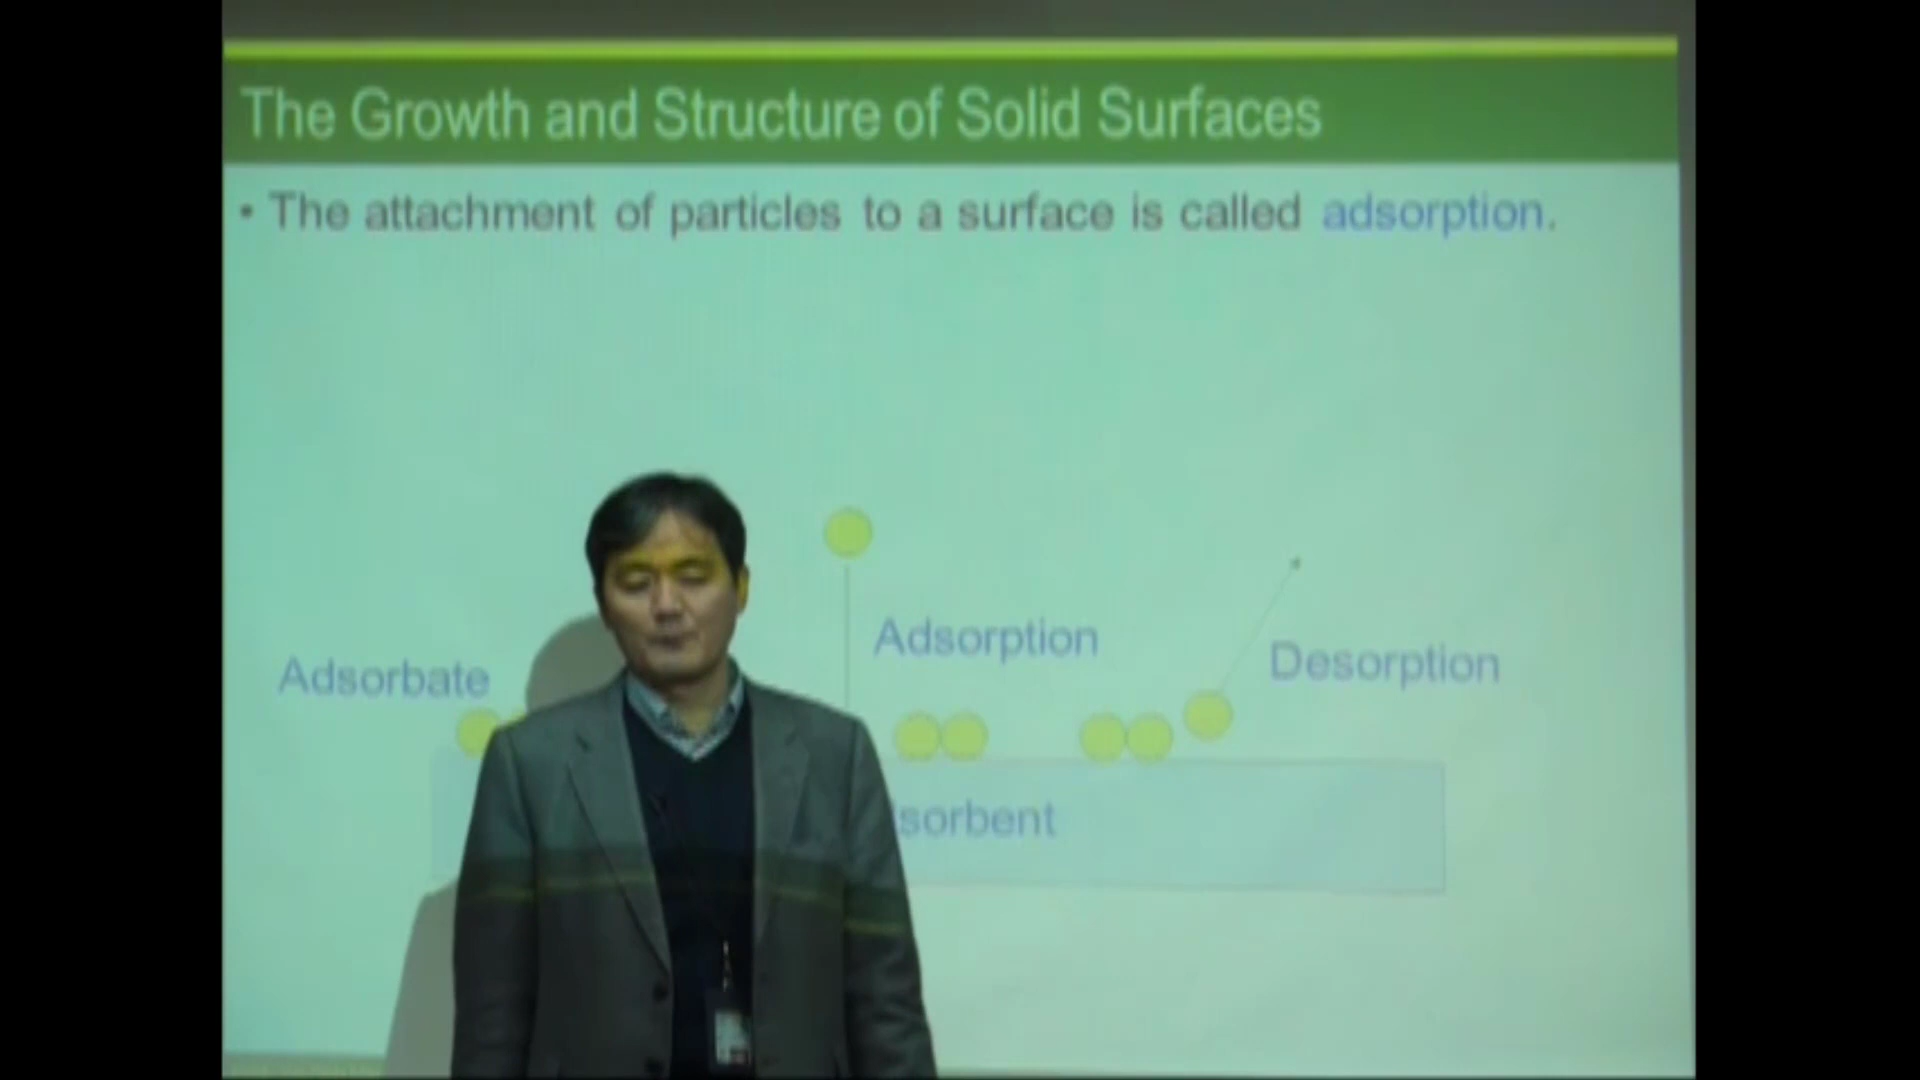 The Growth and Structure of Solid Surfaces
• The attachment of particles to a surface is called adsorption.
Adsorption
Desorption
Adsorbate
sorbent